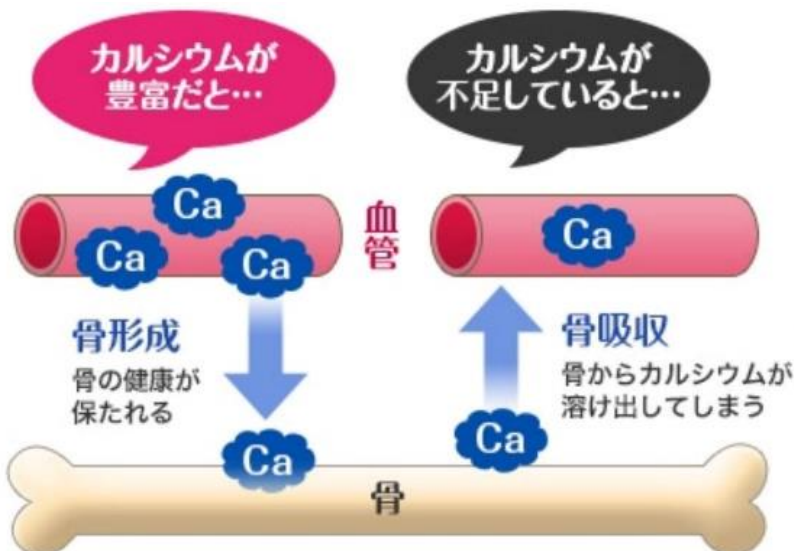 カルシウムが
豊富だと…
カルシウムが
不足していると…
Ca
Ca
Ca
血管
Ca
骨形成
骨の健康が
保たれる
骨吸収
骨からカルシウムが
溶け出してしまう
Ca
Ca
骨